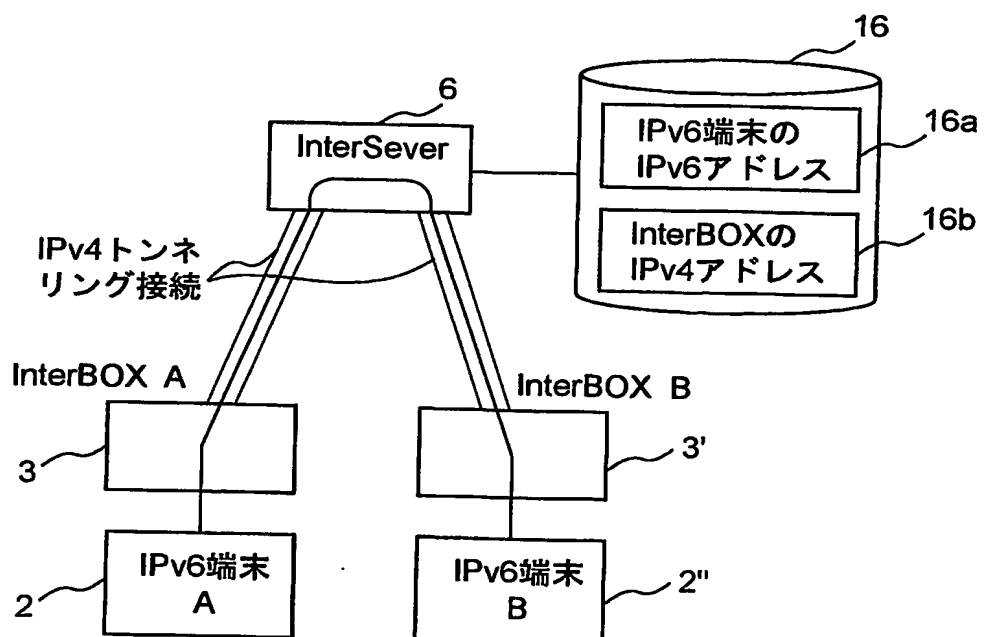 16
6
InterSever
IPv6端末の
IPv6アドレス
16a
InterBOXの
IPv4アドレス
16b
IPv4トンネ
リング接続
InterBOX A
InterBOX B
3
3'
IPv6端末
A
2
IPv6端末
B
2"